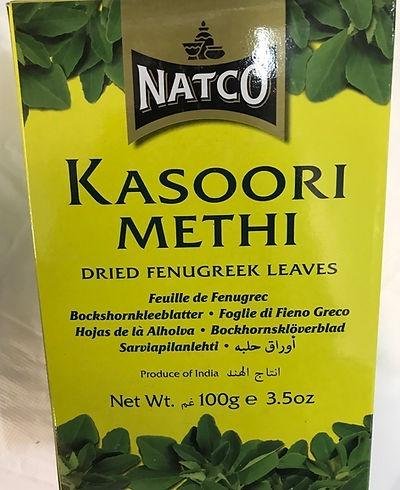 NATCO
KASOORI
METHI
DRIED FENUGREEK LEAVES
Feuille de Fenugrec
Bockshornkleeblatter • Foglie di Fieno Greco
Hojas de là Alholva • Bockhornsklöverblad
Sarviapilanlehti • أوراق حلبه
Produce of India انتاج الهند
Net Wt. غم 100g e 3.5oz